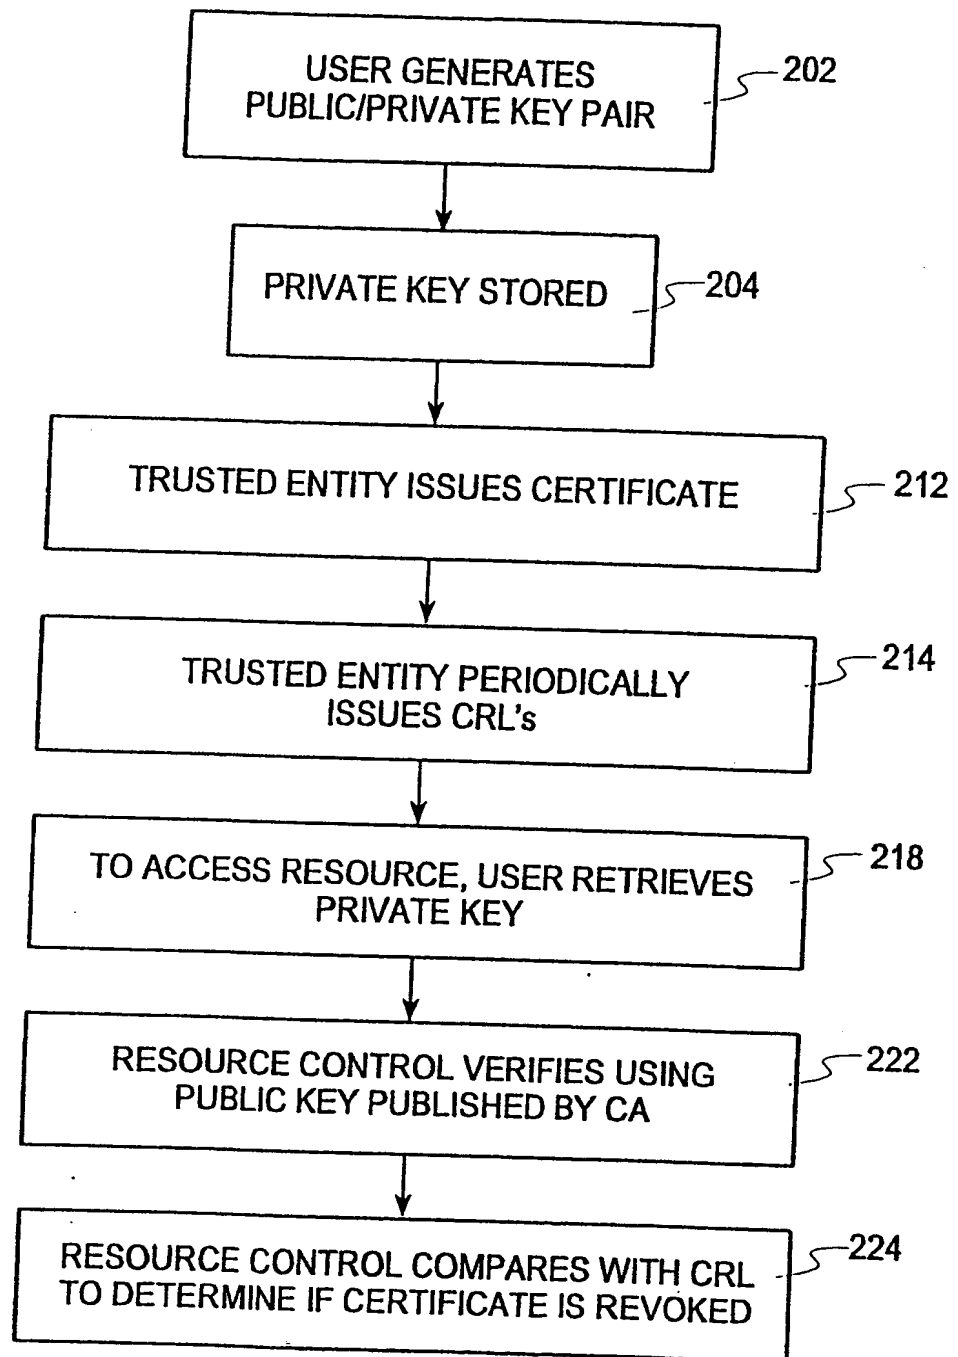 USER GENERATES
PUBLIC/PRIVATE KEY PAIR
202
PRIVATE KEY STORED
204
TRUSTED ENTITY ISSUES CERTIFICATE
212
TRUSTED ENTITY PERIODICALLY
ISSUES CRL's
214
TO ACCESS RESOURCE, USER RETRIEVES
PRIVATE KEY
218
RESOURCE CONTROL VERIFIES USING
PUBLIC KEY PUBLISHED BY CA
222
RESOURCE CONTROL COMPARES WITH CRL
TO DETERMINE IF CERTIFICATE IS REVOKED
224